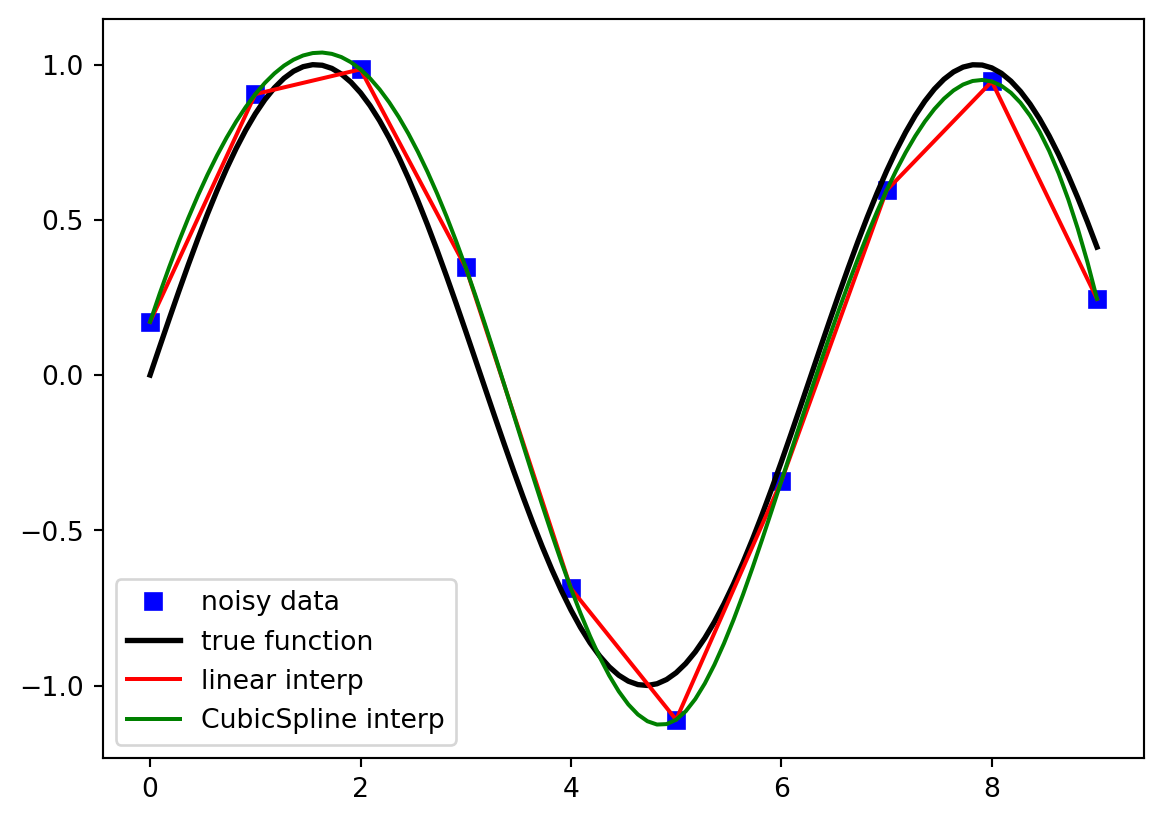 1.0
0.5
0.0
−0.5
−1.0
noisy data
true function
linear interp
CubicSpline interp
0 2 4 6 8